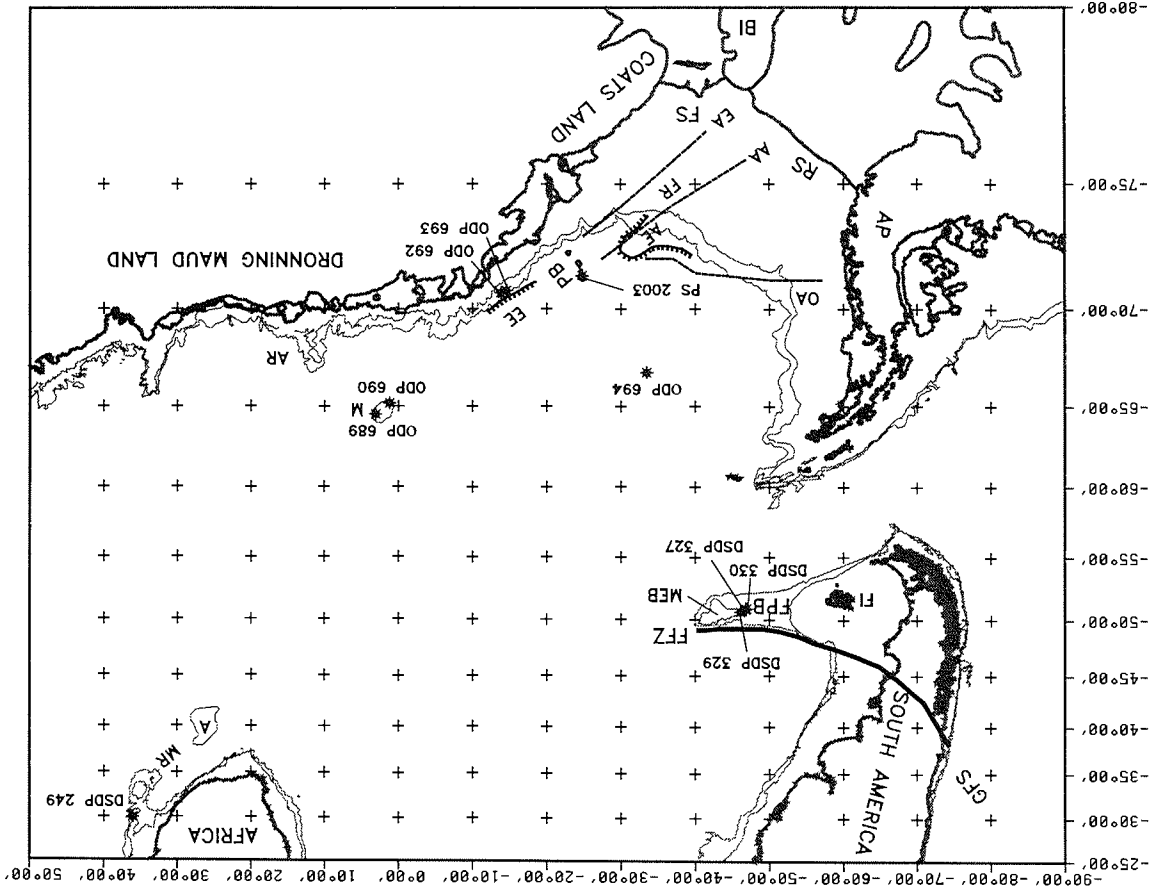 -90°00' -80°00' -70°00' -60°00' -50°00' -40°00' -30°00' -20°00' -10°00' 0°00' 10°00' 20°00' 30°00' 40°00' 50°00'
-25°00'
-30°00'
-35°00'
-40°00'
-45°00'
-50°00'
-55°00'
-60°00'
-65°00'
-70°00'
-75°00'
-80°00'
AFRICA
DSDP 249
MR
A
GFS
SOUTH AMERICA
DSDP 329
FFZ
FI
FPB
MEB
DSDP 330
DSDP 327
ODP 689
M
ODP 690
ODP 694
AR
OA
PS 2003
EE
PB
AP
AE
ODP 692
ODP 693
DRONNING MAUD LAND
FR
RS
AA
EA
FS
COATS LAND
BI